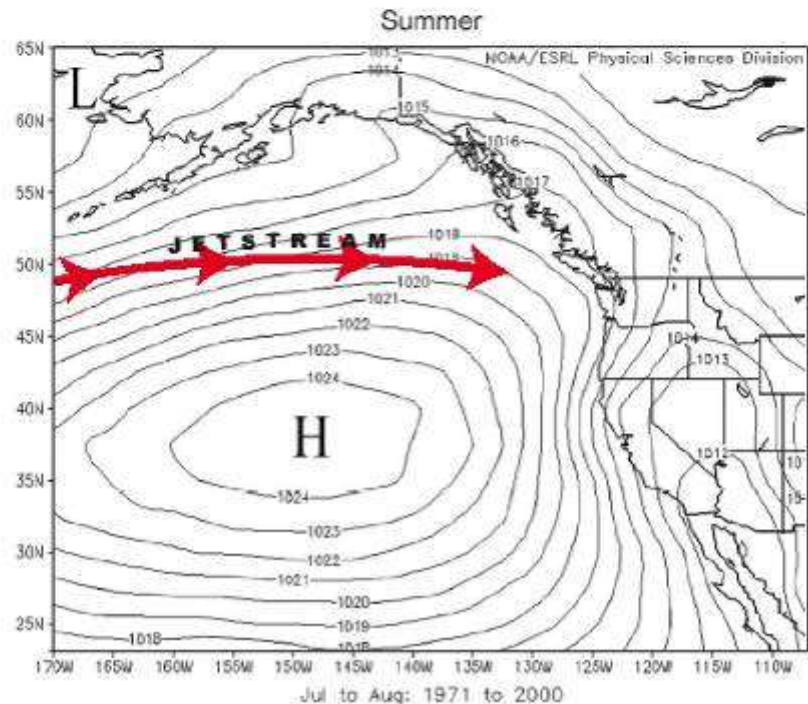 Summer
NOAA/ESRL Physical Sciences Division
65N
60N
55N
50N
45N
40N
35N
30N
25N
L
1013
1014
1015
1016
1017
JETSTREAM
1018
1019
1020
1021
1022
1023
1024
H
1014
1013
1012
10
1024
1023
1022
1021
1020
1019
1018
170W 165W 160W 155W 150W 145W 140W 135W 130W 125W 120W 115W 110W
Jul to Aug: 1971 to 2000